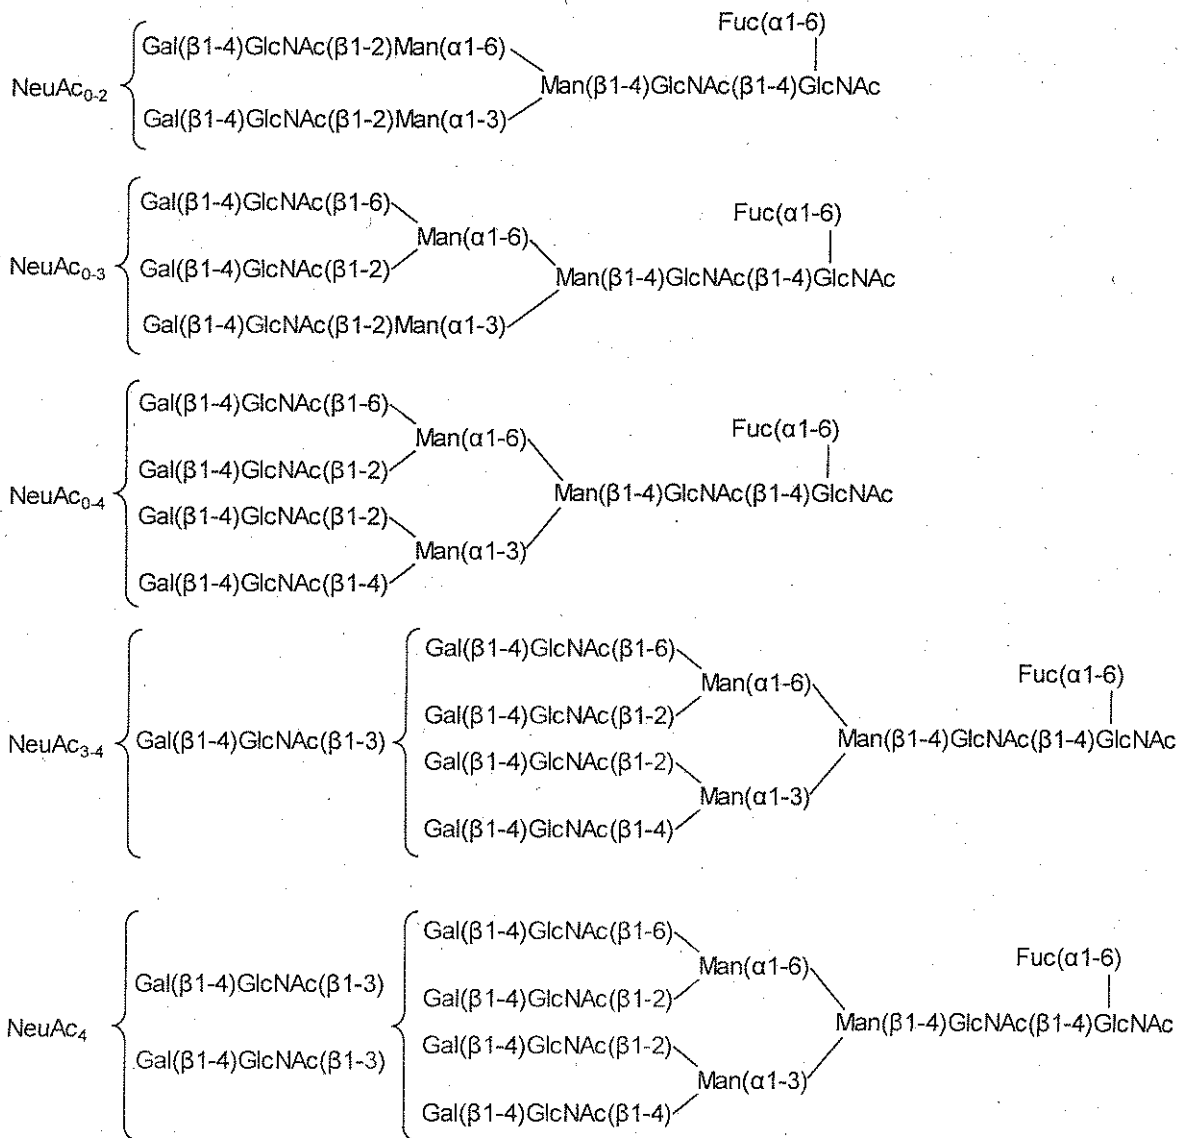 Fuc(α1-6)
Gal(β1-4)GlcNAc(β1-2)Man(α1-6)
NeuAc0-2
Man(β1-4)GlcNAc(β1-4)GlcNAc
Gal(β1-4)GlcNAc(β1-2)Man(α1-3)
Gal(β1-4)GlcNAc(β1-6)
Fuc(α1-6)
Man(α1-6)
NeuAc0-3
Gal(β1-4)GlcNAc(β1-2)
Man(β1-4)GlcNAc(β1-4)GlcNAc
Gal(β1-4)GlcNAc(β1-2)Man(α1-3)
Gal(β1-4)GlcNAc(β1-6)
Fuc(α1-6)
Man(α1-6)
Gal(β1-4)GlcNAc(β1-2)
NeuAc0-4
Man(β1-4)GlcNAc(β1-4)GlcNAc
Gal(β1-4)GlcNAc(β1-2)
Man(α1-3)
Gal(β1-4)GlcNAc(β1-4)
Gal(β1-4)GlcNAc(β1-6)
Fuc(α1-6)
Man(α1-6)
Gal(β1-4)GlcNAc(β1-2)
NeuAc3-4
Gal(β1-4)GlcNAc(β1-3)
Man(β1-4)GlcNAc(β1-4)GlcNAc
Gal(β1-4)GlcNAc(β1-2)
Man(α1-3)
Gal(β1-4)GlcNAc(β1-4)
Gal(β1-4)GlcNAc(β1-6)
Fuc(α1-6)
Man(α1-6)
Gal(β1-4)GlcNAc(β1-3)
Gal(β1-4)GlcNAc(β1-2)
NeuAc4
Man(β1-4)GlcNAc(β1-4)GlcNAc
Gal(β1-4)GlcNAc(β1-3)
Gal(β1-4)GlcNAc(β1-2)
Man(α1-3)
Gal(β1-4)GlcNAc(β1-4)